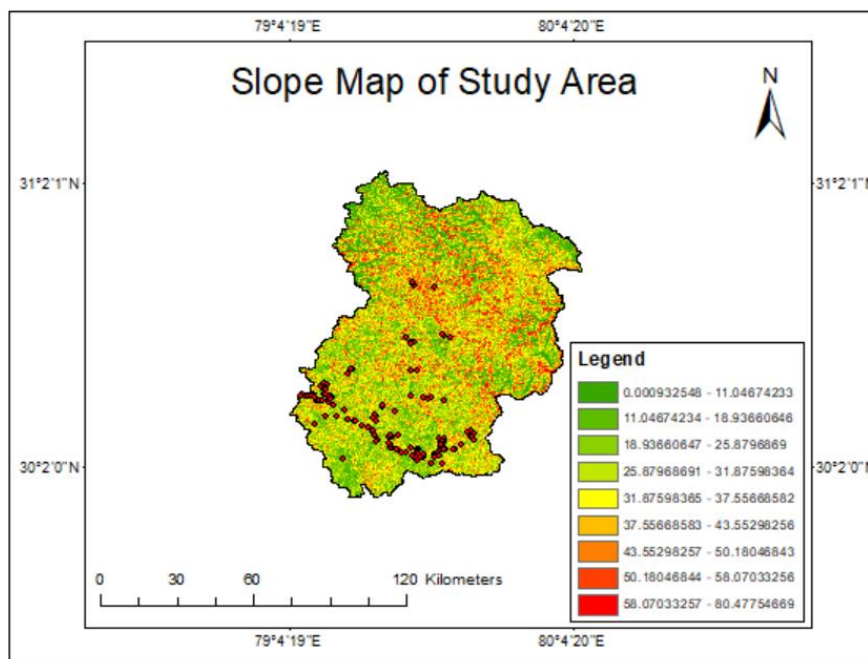 79°4'19"E 80°4'20"E
Slope Map of Study Area
N
31°2'1"N 31°2'1"N
Legend
0.000932548 - 11.04674233
11.04674234 - 18.93660646
18.93660647 - 25.8796869
25.87968691 - 31.87598364
31.87598365 - 37.55668582
37.55668583 - 43.55298256
43.55298257 - 50.18046843
50.18046844 - 58.07033256
58.07033257 - 80.47754669
30°2'0"N 30°2'0"N
0 30 60 120 Kilometers
79°4'19"E 80°4'20"E